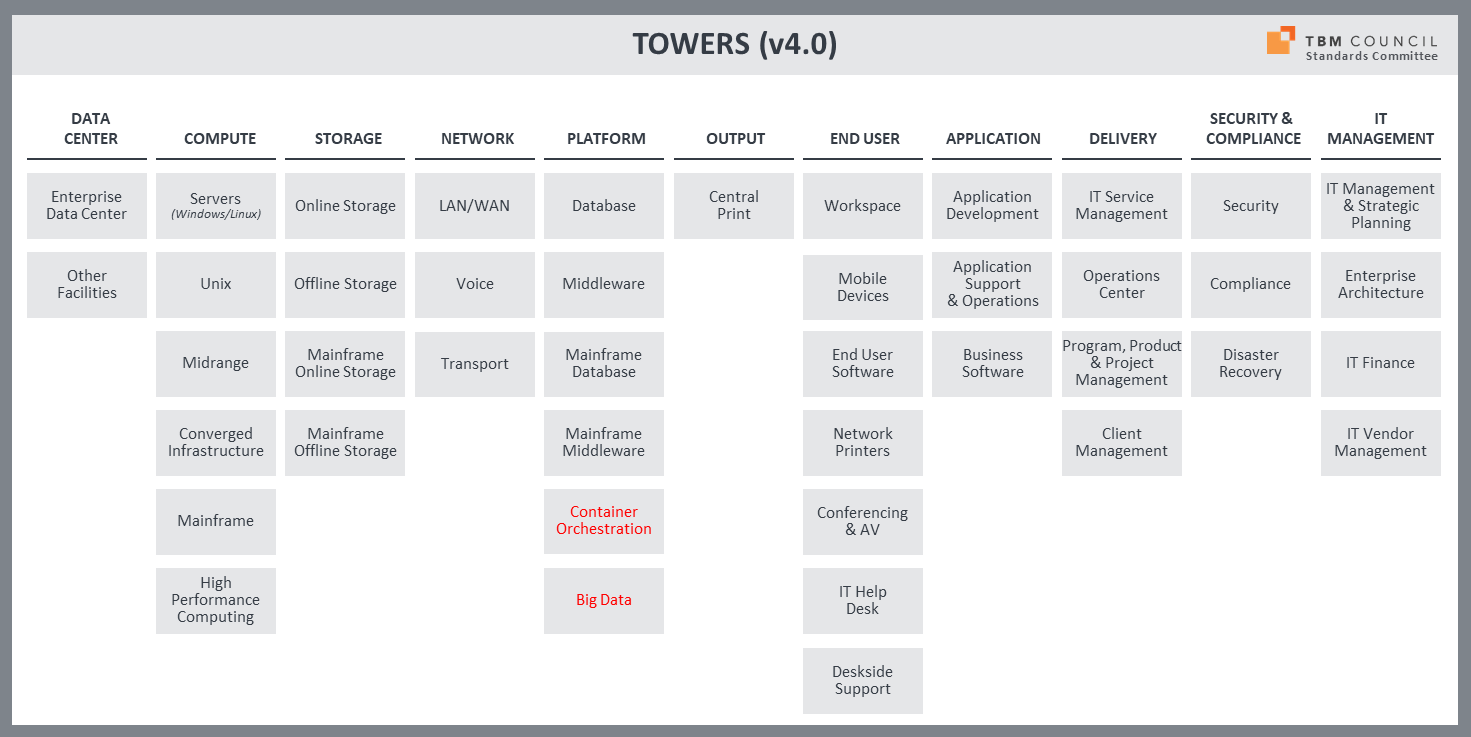 TOWERS (v4.0)
TBM COUNCIL
Standards Committee
DATA
CENTER
Enterprise
Data Center
Other
Facilities
COMPUTE
Servers
(Windows/Linux)
Unix
Midrange
Converged
Infrastructure
Mainframe
High
Performance
Computing
STORAGE
Online Storage
Offline Storage
Mainframe
Online Storage
Mainframe
Offline Storage
NETWORK
LAN/WAN
Voice
Transport
PLATFORM
Database
Middleware
Mainframe
Database
Mainframe
Middleware
Container
Orchestration
Big Data
OUTPUT
Central
Print
END USER
Workspace
Mobile
Devices
End User
Software
Network
Printers
Conferencing
& AV
IT Help
Desk
Deskside
Support
APPLICATION
Application
Development
Application
Support
& Operations
Business
Software
DELIVERY
IT Service
Management
Operations
Center
Program, Product
& Project
Management
Client
Management
SECURITY &
COMPLIANCE
Security
Compliance
Disaster
Recovery
IT
MANAGEMENT
IT Management
& Strategic
Planning
Enterprise
Architecture
IT Finance
IT Vendor
Management